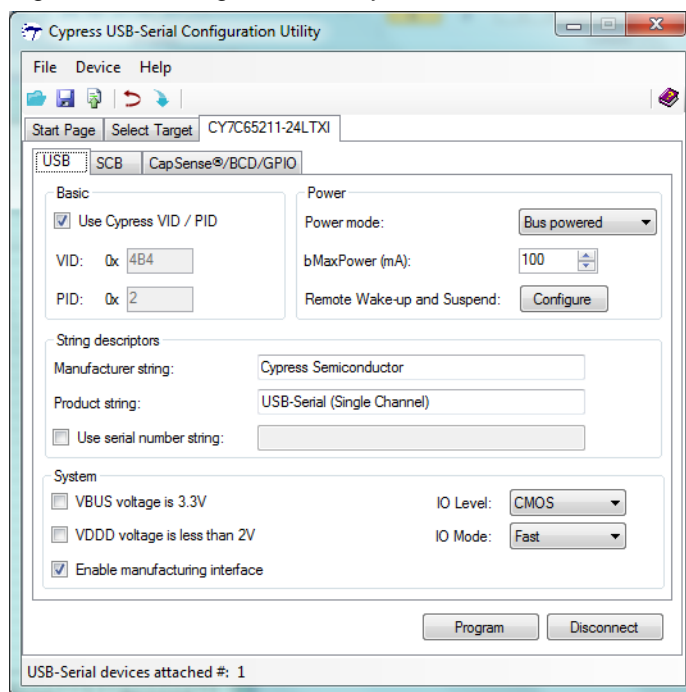 Cypress USB-Serial Configuration Utility
File Device Help
Start Page Select Target CY7C65211-24LTXI
USB SCB CapSense®/BCD/GPIO
Basic
Use Cypress VID / PID
VID: 0x 4B4
PID: 0x 2
Power
Power mode: Bus powered
bMaxPower (mA): 100
Remote Wake-up and Suspend: Configure
String descriptors
Manufacturer string: Cypress Semiconductor
Product string: USB-Serial (Single Channel)
Use serial number string:
System
VBUS voltage is 3.3V IO Level: CMOS
VDDD voltage is less than 2V IO Mode: Fast
Enable manufacturing interface
Program Disconnect
USB-Serial devices attached #: 1